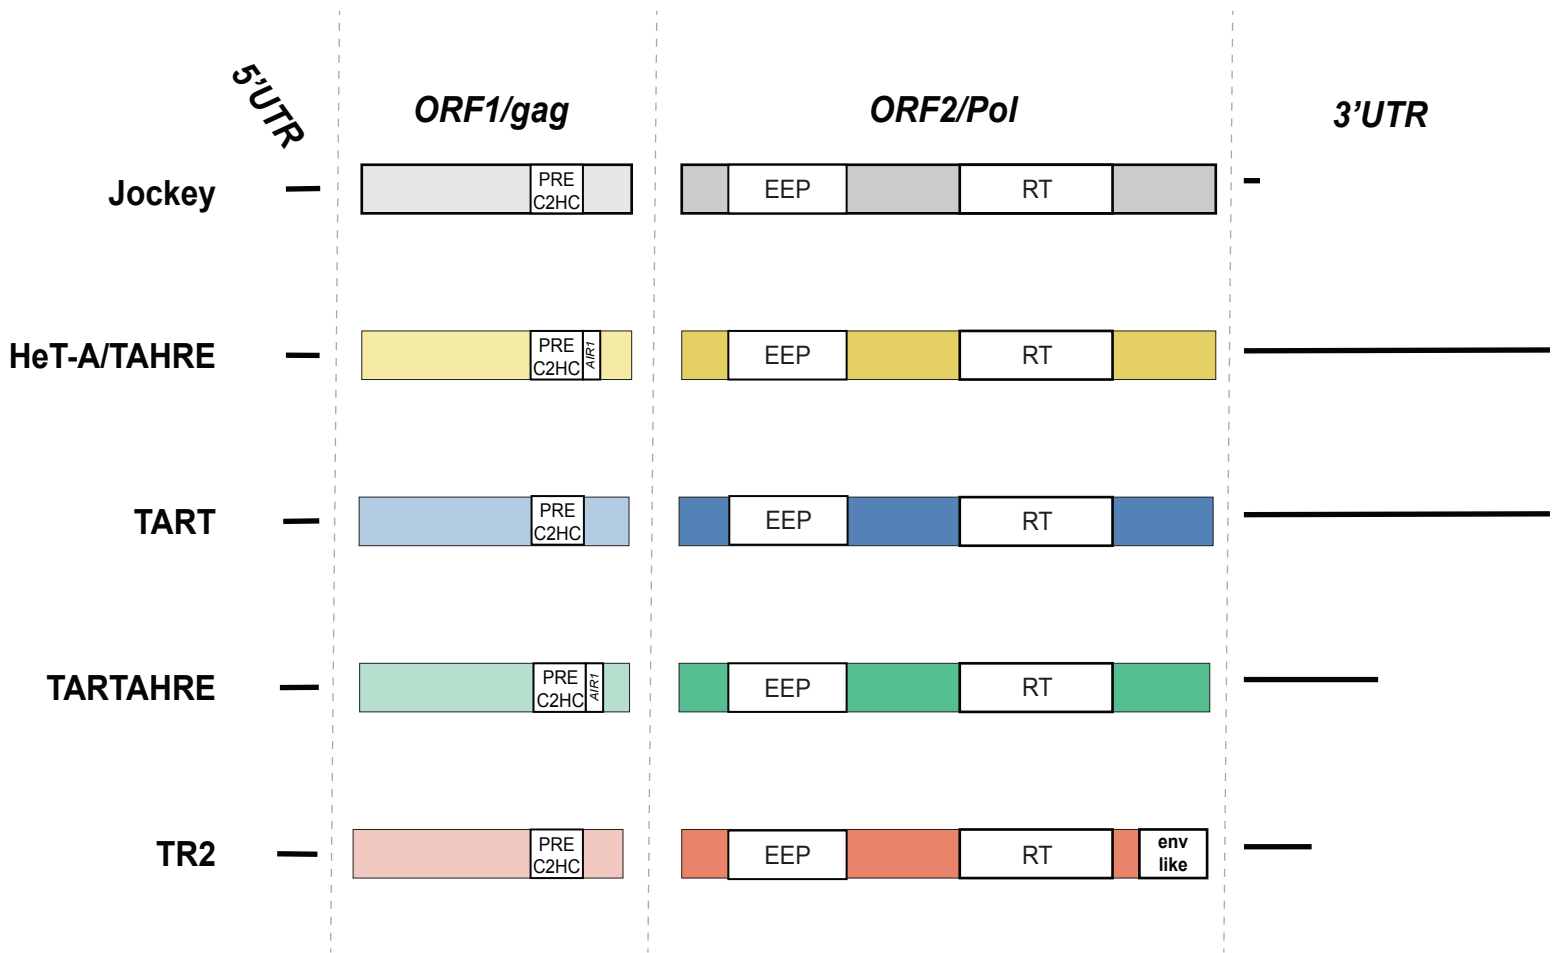 5'UTR
ORF1/gag
ORF2/Pol
3'UTR
Jockey
PRE
C2HC
EEP
RT
HeT-A/TAHRE
PRE
C2HC
AIR1
EEP
RT
TART
PRE
C2HC
EEP
RT
TARTAHRE
PRE
C2HC
AIR1
EEP
RT
TR2
PRE
C2HC
EEP
RT
env
like